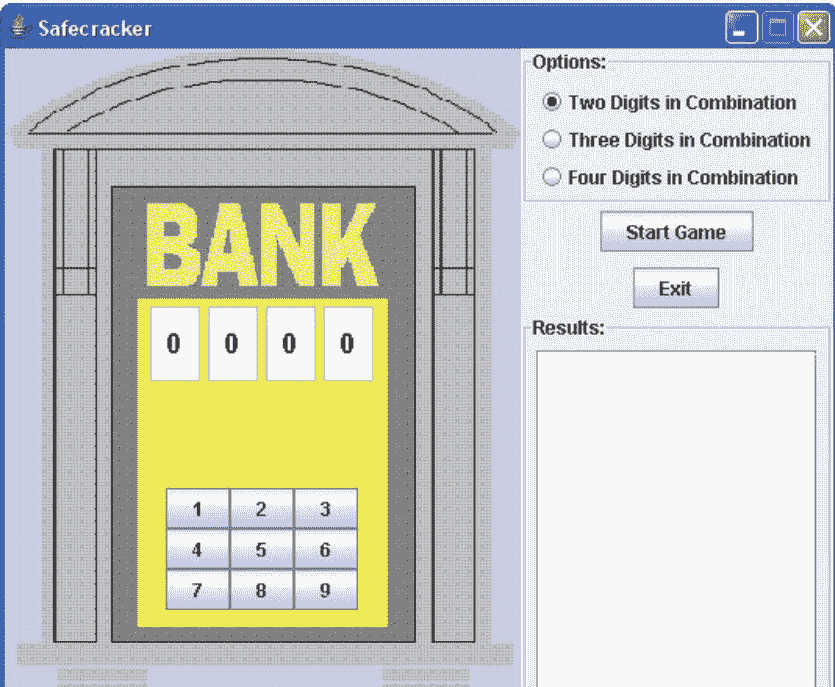 Safecracker
Options:
Two Digits in Combination
Three Digits in Combination
Four Digits in Combination
Start Game
Exit
Results:
BANK
0 0 0 0
1 2 3
4 5 6
7 8 9